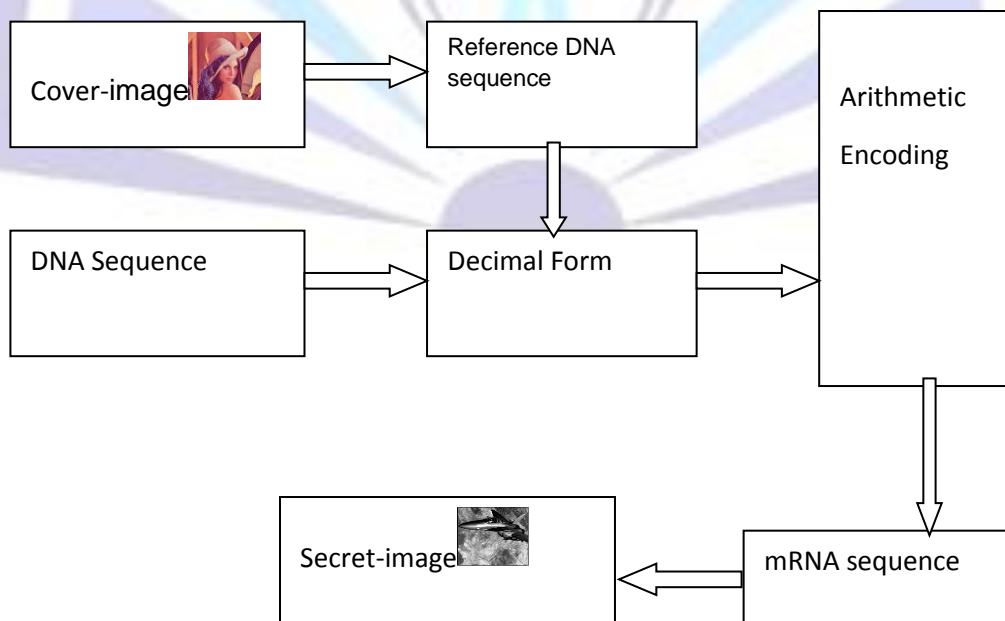 Cover-image
Reference DNA
sequence
Arithmetic
Encoding
DNA Sequence
Decimal Form
Secret-image
mRNA sequence